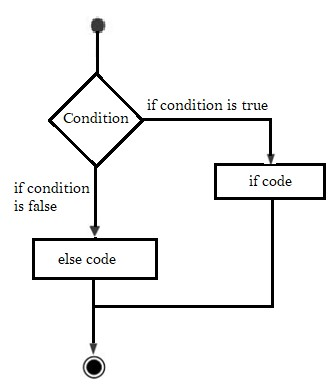 if condition is true
Condition
if code
if condition
is false
else code